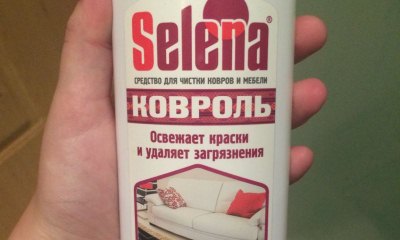 Selena®
СРЕДСТВО ДЛЯ ЧИСТКИ КОВРОВ И МЕБЕЛИ
КОВРОЛЬ
Освежает краски
и удаляет загрязнения